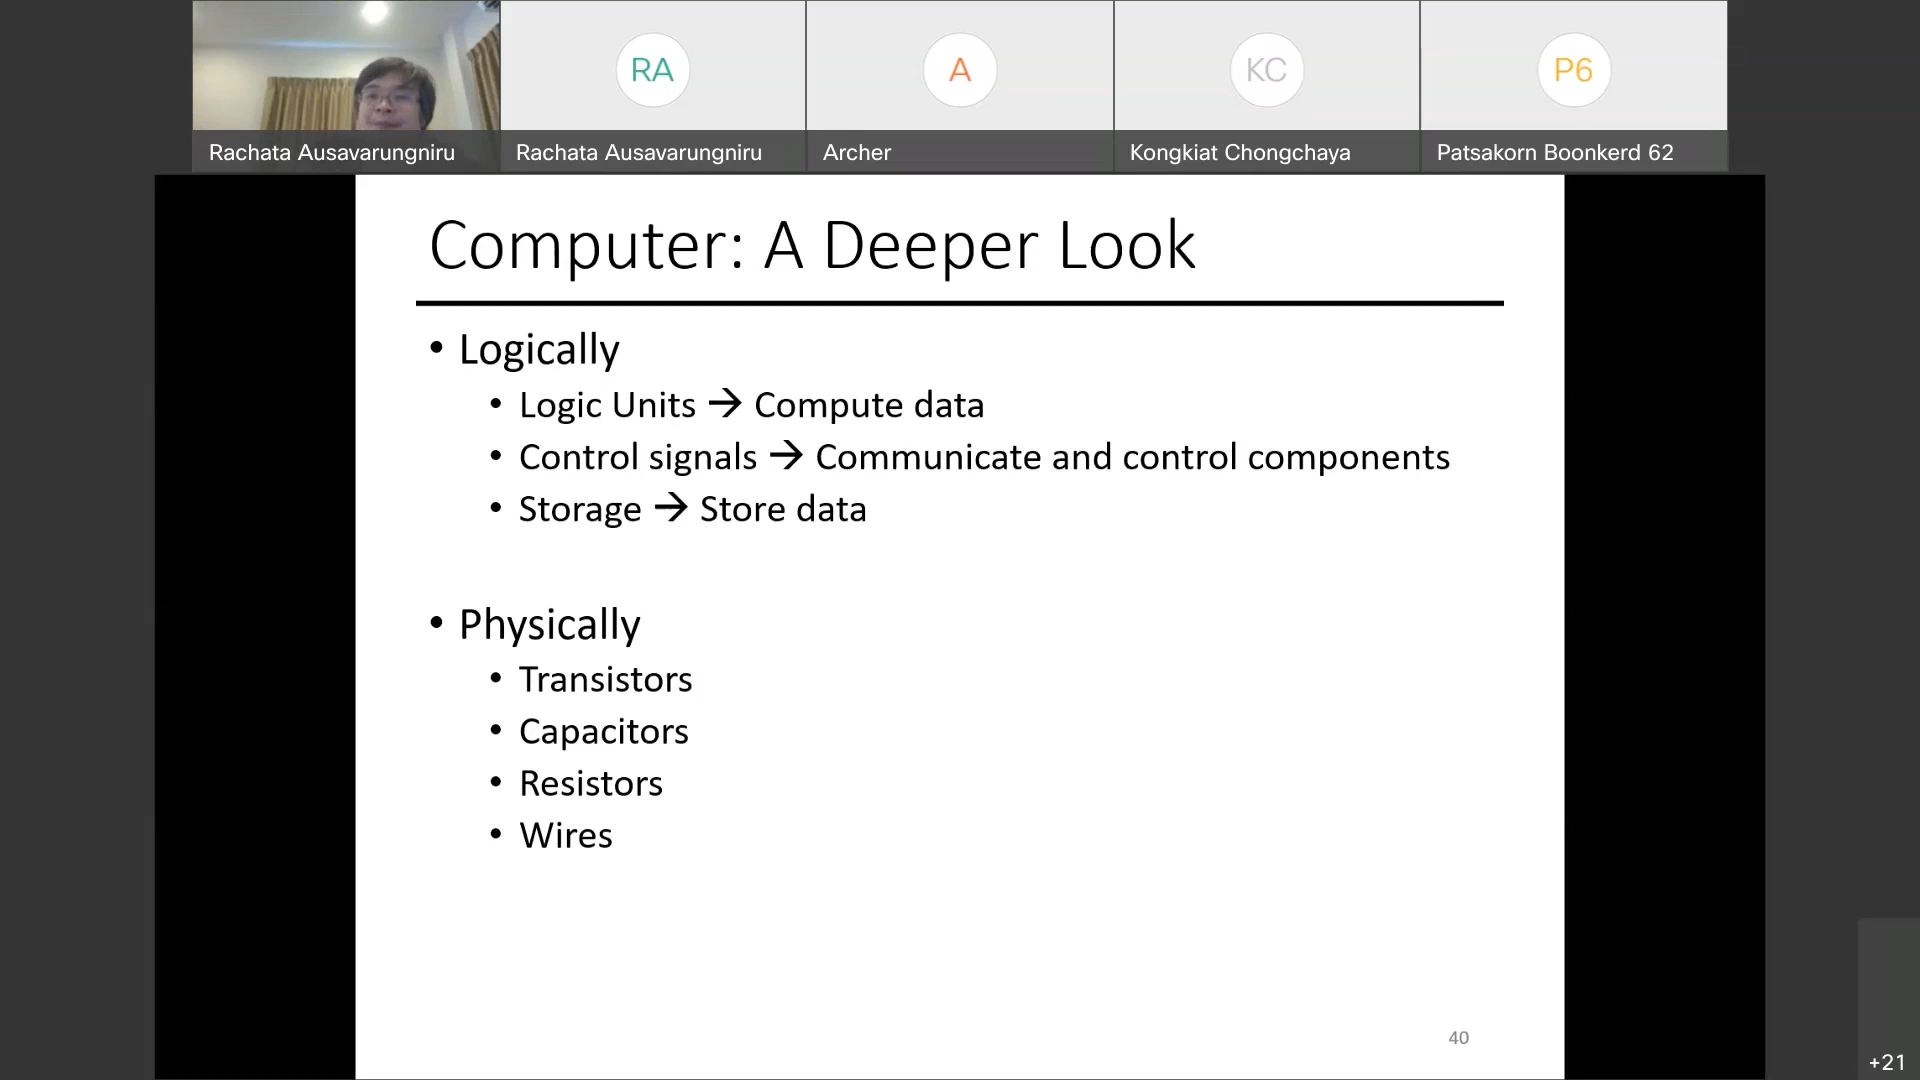 RA
A
KC
P6
Rachata Ausavarungniru
Rachata Ausavarungniru
Archer
Kongkiat Chongchaya
Patsakorn Boonkerd 62
Computer: A Deeper Look
• Logically
• Logic Units → Compute data
• Control signals → Communicate and control components
• Storage → Store data
• Physically
• Transistors
• Capacitors
• Resistors
• Wires
40
+21